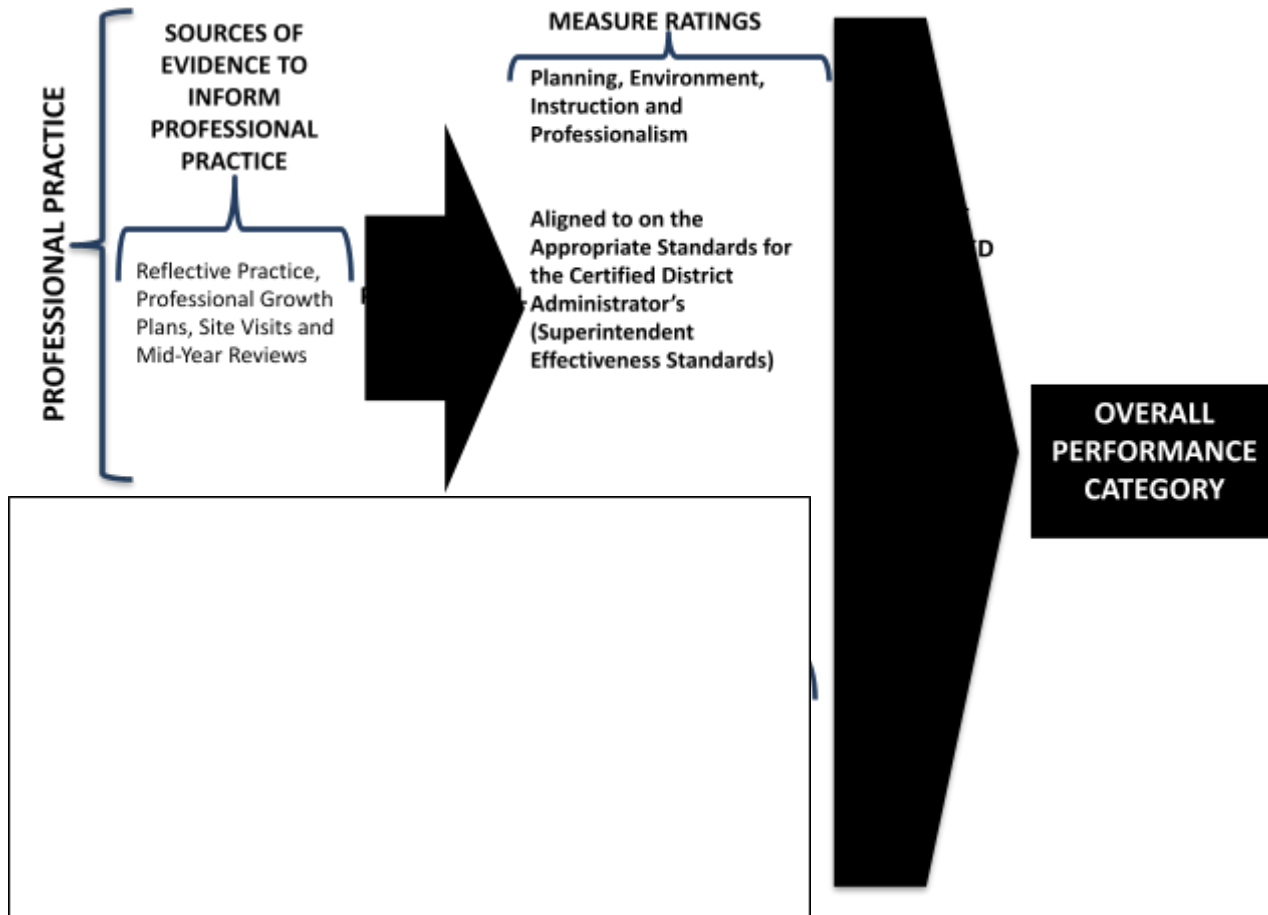 PROFESSIONAL PRACTICE
SOURCES OF
EVIDENCE TO
INFORM
PROFESSIONAL
PRACTICE
Reflective Practice,
Professional Growth
Plans, Site Visits and
Mid-Year Reviews
MEASURE RATINGS
Planning, Environment,
Instruction and
Professionalism
Aligned to on the
Appropriate Standards for
the Certified District
Administrator’s
(Superintendent
Effectiveness Standards)
OVERALL
PERFORMANCE
CATEGORY